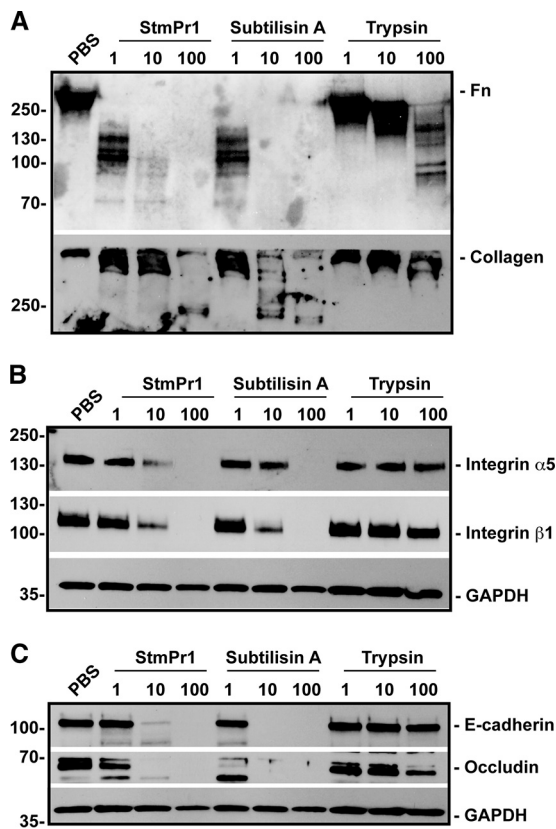 A
StmPr1 Subtilisin A Trypsin
PBS 1 10 100 1 10 100 1 10 100
- Fn
250-
130-
100-
70-
- Collagen
250-
B
StmPr1 Subtilisin A Trypsin
PBS 1 10 100 1 10 100 1 10 100
250-
130-
- Integrin α5
130-
100-
- Integrin β1
35-
- GAPDH
C
StmPr1 Subtilisin A Trypsin
PBS 1 10 100 1 10 100 1 10 100
100-
- E-cadherin
70-
- Occludin
35-
- GAPDH